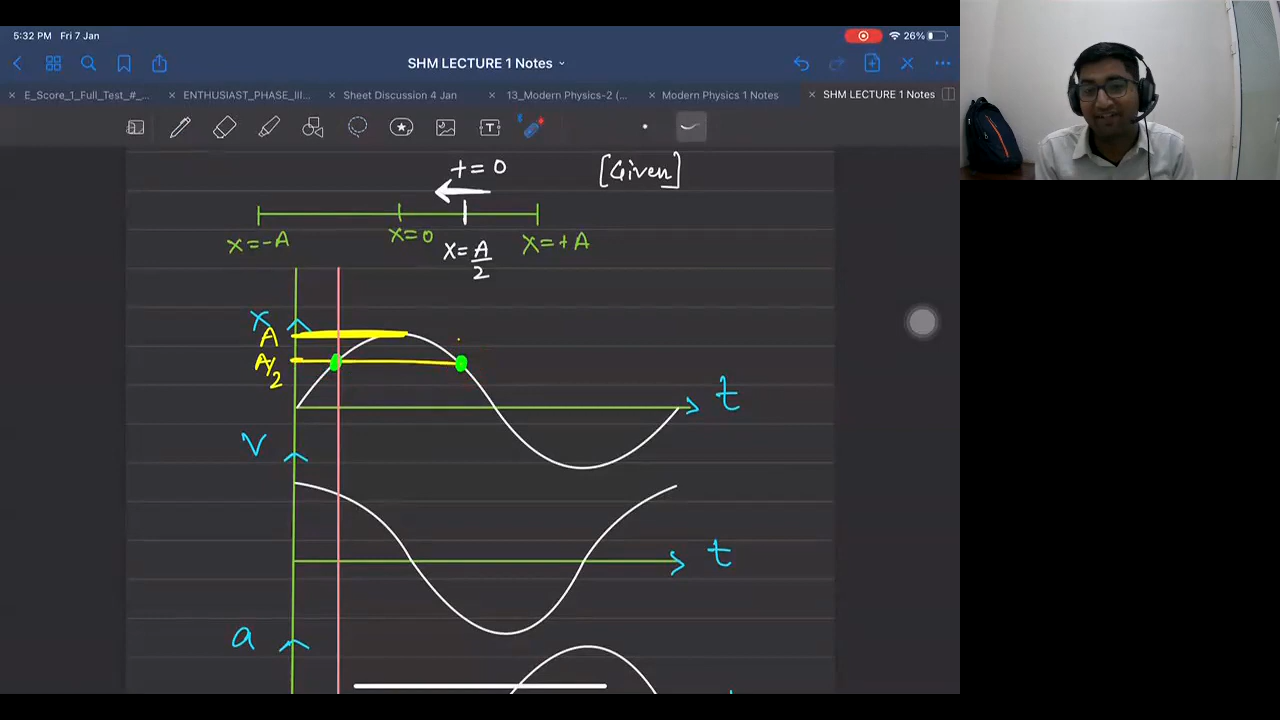 5:32 PM Fri 7 Jan
26%
SHM LECTURE 1 Notes
E_Score_1_Full_Test_#_...
ENTHUSIAST_PHASE_III...
Sheet Discussion 4 Jan
13_Modern Physics-2 (...
Modern Physics 1 Notes
SHM LECTURE 1 Notes
t=0 [Given]
x=-A x=0 x=A/2 x=+A
x
A
A/2
t
v
t
a